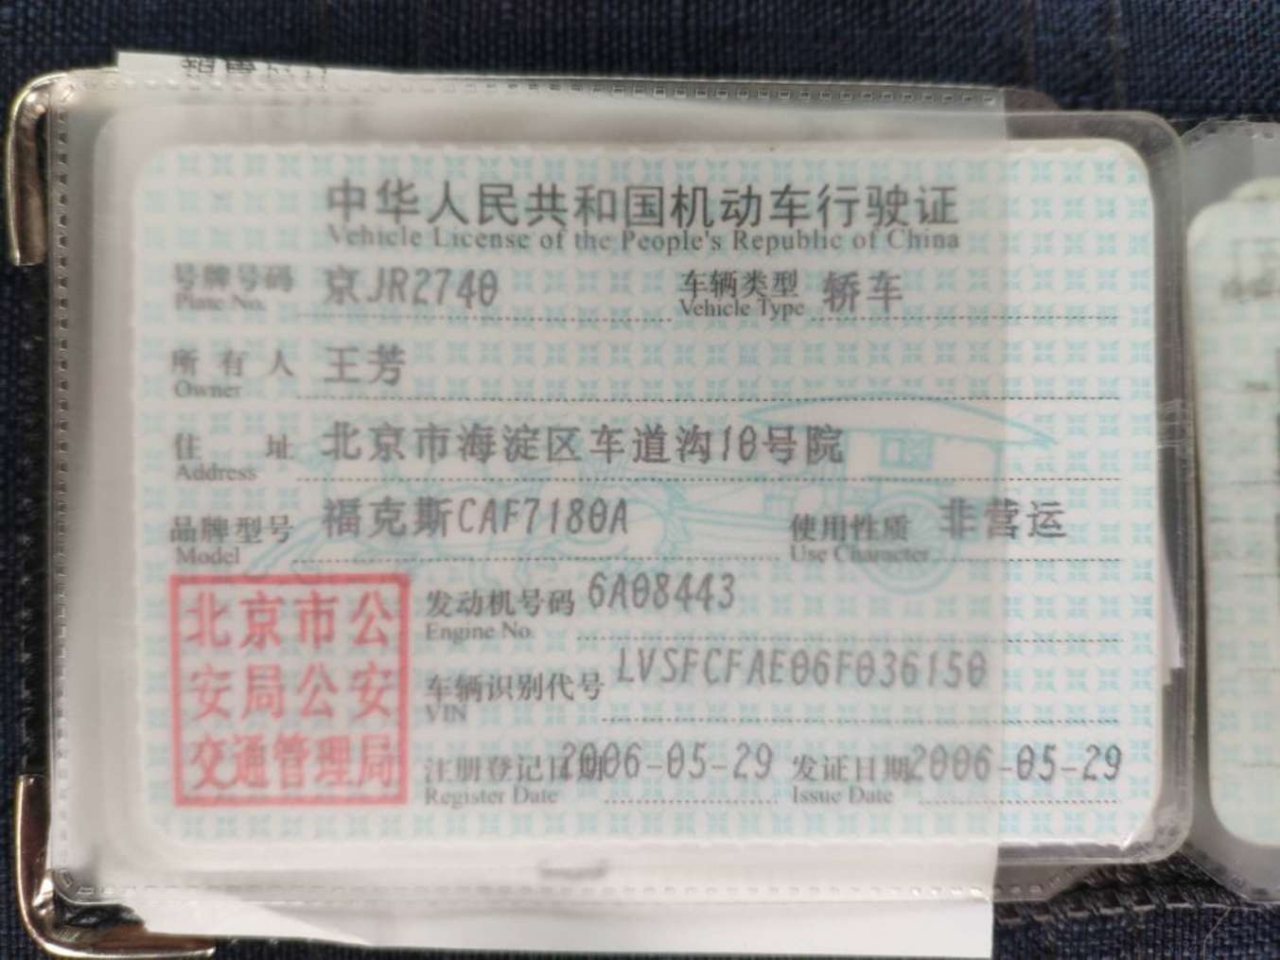 中华人民共和国机动车行驶证
Vehicle License of the People's Republic of China
号牌号码 京JR2740 车辆类型 轿车
Plate No. Vehicle Type
所有人 王芳
Owner
住址 北京市海淀区车道沟10号院
Address
品牌型号 福克斯CAF7180A 使用性质 非营运
Model Use Character
北京市公
安局公安
交通管理局
发动机号码 6A08443
Engine No.
车辆识别代号 LVSFCFAE06F036150
VIN
注册登记日期 2006-05-29 发证日期 2006-05-29
Register Date Issue Date